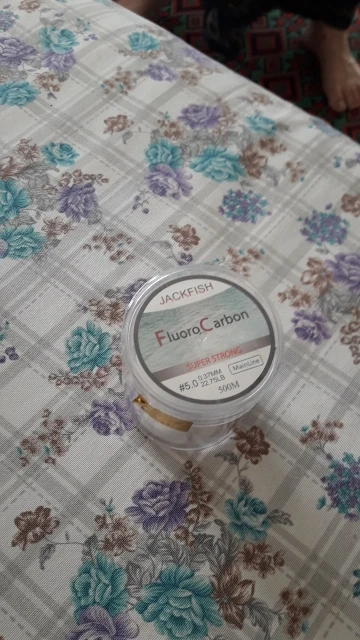 JACKFISH
FluoroCarbon
SUPER STRONG
MainLine
#5.0 0.37MM
22.75LB
500M